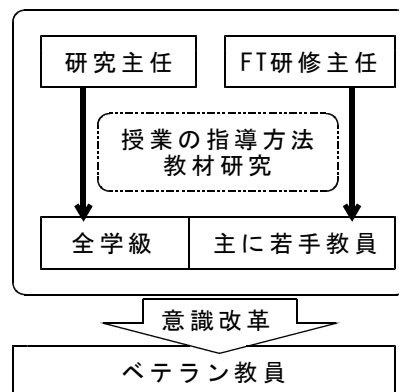 研究主任
FT研修主任
授業の指導方法
教材研究
全学級
主に若手教員
意識改革
ベテラン教員